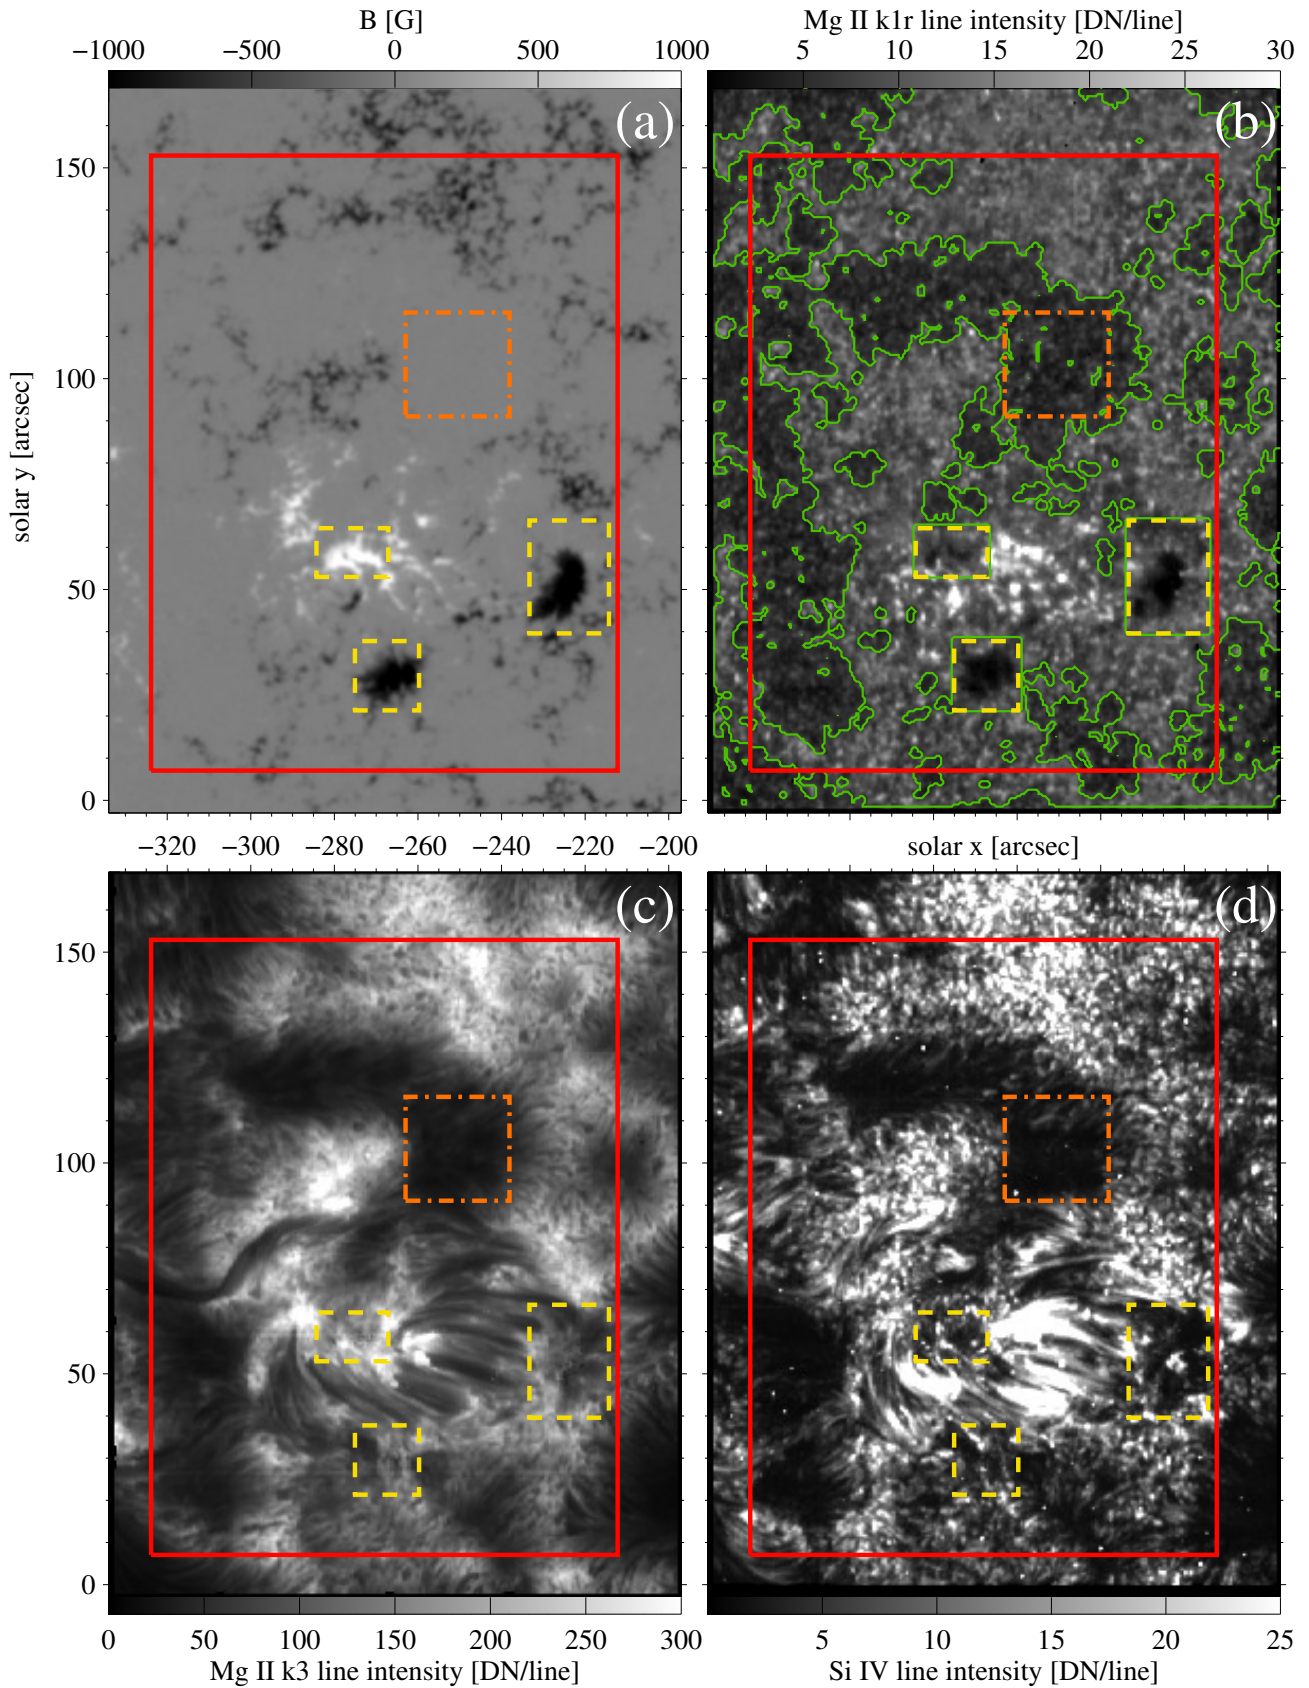 B [G]
−1000 −500 0 500 1000
Mg II k1r line intensity [DN/line]
5 10 15 20 25 30
(a)
(b)
150
100
50
0
solar y [arcsec]
−320 −300 −280 −260 −240 −220 −200
solar x [arcsec]
(c)
(d)
150
100
50
0
0 50 100 150 200 250 300
Mg II k3 line intensity [DN/line]
5 10 15 20 25
Si IV line intensity [DN/line]